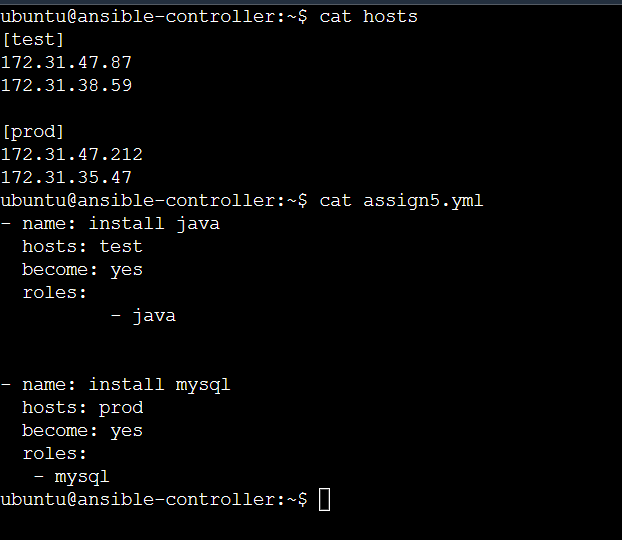 ubuntu@ansible-controller:~$ cat hosts
[test]
172.31.47.87
172.31.38.59

[prod]
172.31.47.212
172.31.35.47
ubuntu@ansible-controller:~$ cat assign5.yml
- name: install java
  hosts: test
  become: yes
  roles:
          - java


- name: install mysql
  hosts: prod
  become: yes
  roles:
   - mysql
ubuntu@ansible-controller:~$